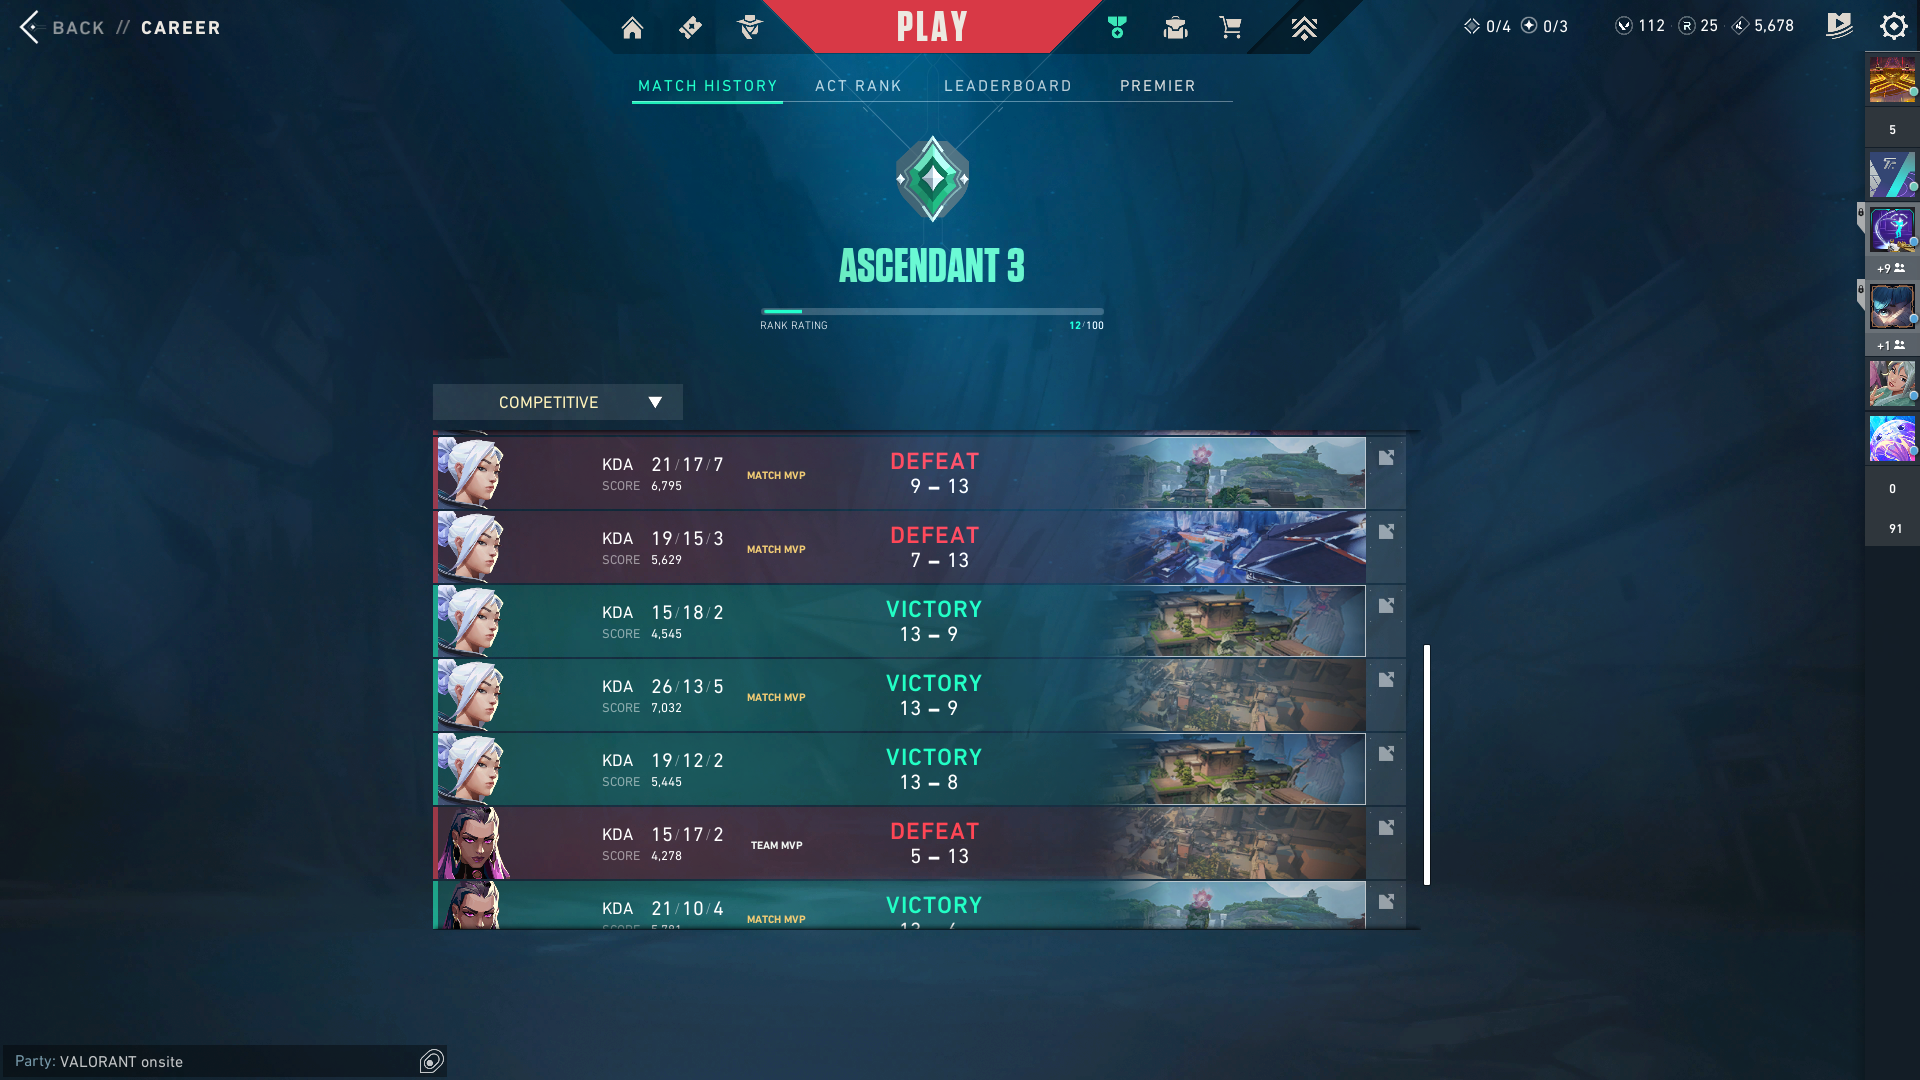 BACK // CAREER
PLAY
0/4 0/3 112 25 5,678
MATCH HISTORY ACT RANK LEADERBOARD PREMIER
ASCENDANT 3
RANK RATING 12/100
COMPETITIVE
KDA 21/17/7
SCORE 6,795
MATCH MVP
DEFEAT
9 – 13
KDA 19/15/3
SCORE 5,629
MATCH MVP
DEFEAT
7 – 13
KDA 15/18/2
SCORE 4,545
VICTORY
13 – 9
KDA 26/13/5
SCORE 7,032
MATCH MVP
VICTORY
13 – 9
KDA 19/12/2
SCORE 5,445
VICTORY
13 – 8
KDA 15/17/2
SCORE 4,278
TEAM MVP
DEFEAT
5 – 13
KDA 21/10/4
MATCH MVP
VICTORY
5
+9
+1
0
91
Party: VALORANT onsite